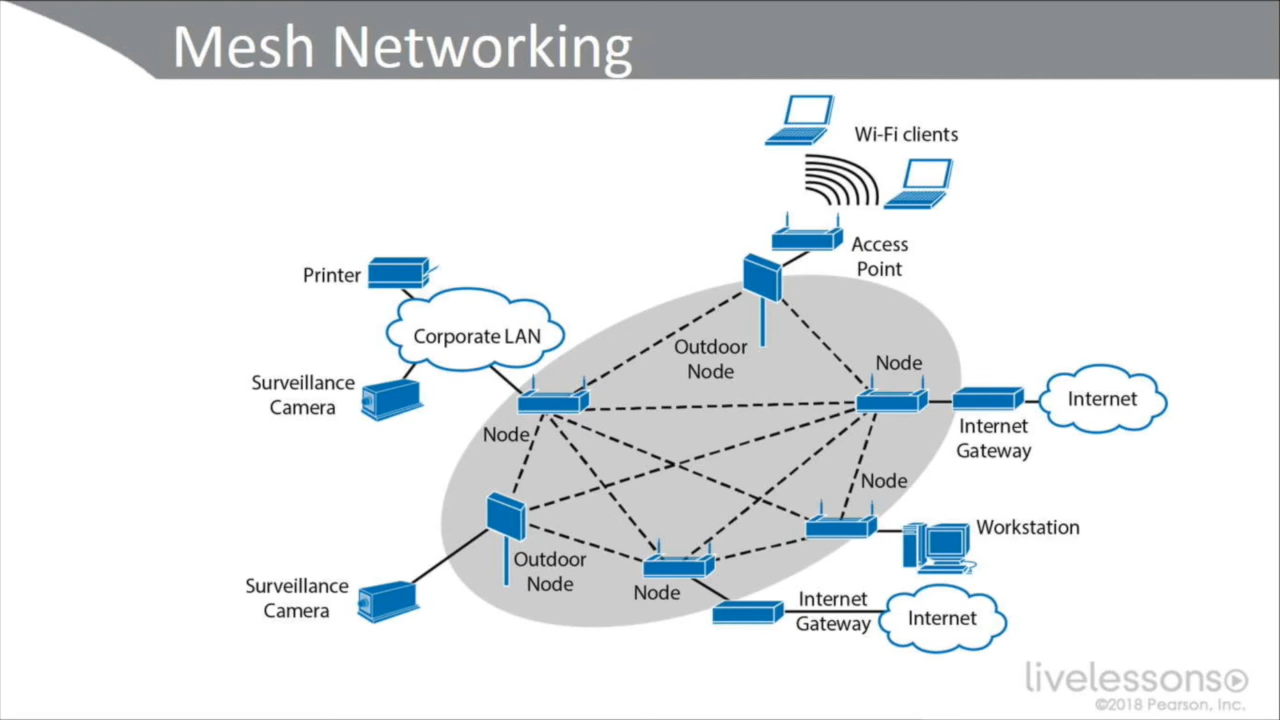 Mesh Networking
Wi-Fi clients
Access
Point
Printer
Corporate LAN
Outdoor
Node
Surveillance
Camera
Node
Internet
Internet
Gateway
Node
Node
Workstation
Outdoor
Node
Surveillance
Camera
Node
Internet
Gateway
Internet
livelessons
©2018 Pearson, Inc.